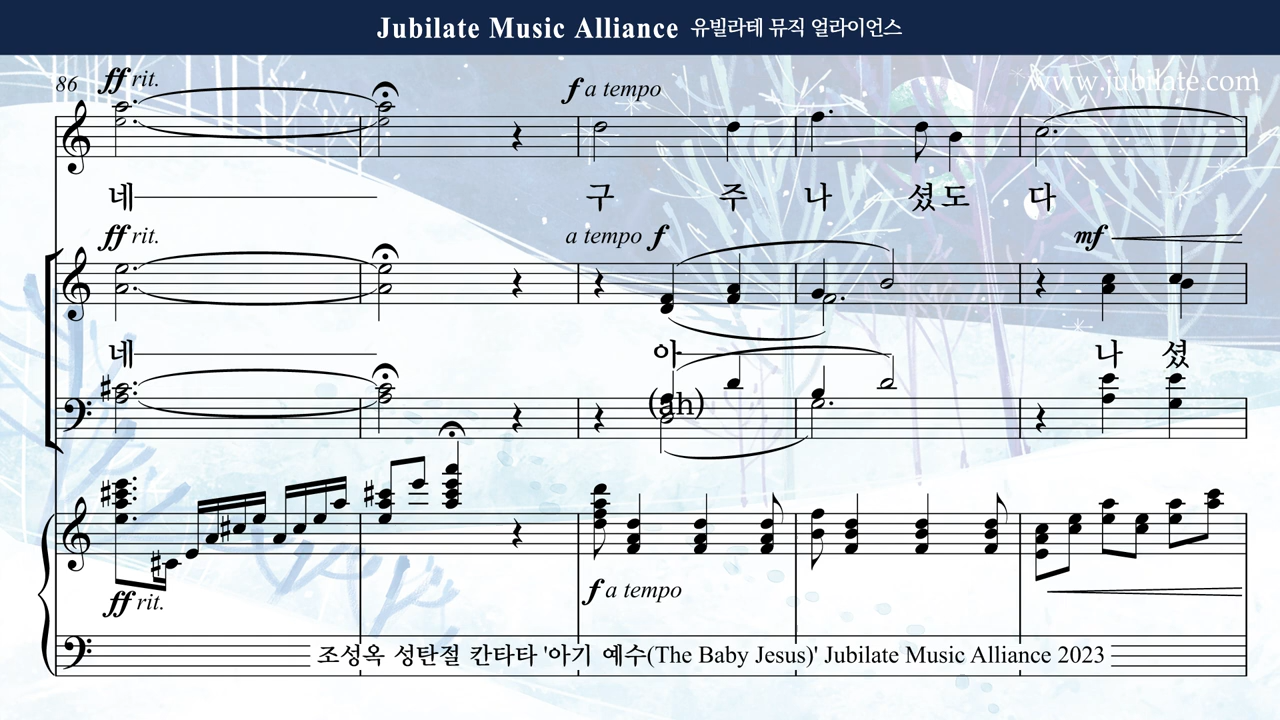 Jubilate Music Alliance 유빌라테 뮤직 얼라이언스
www.jubilate.com
86 ff rit. f a tempo
네 구 주 나 셨도 다
ff rit. a tempo f mf
네 아 나 셨
(ah)
ff rit. f a tempo
조성옥 성탄절 칸타타 '아기 예수(The Baby Jesus)' Jubilate Music Alliance 2023